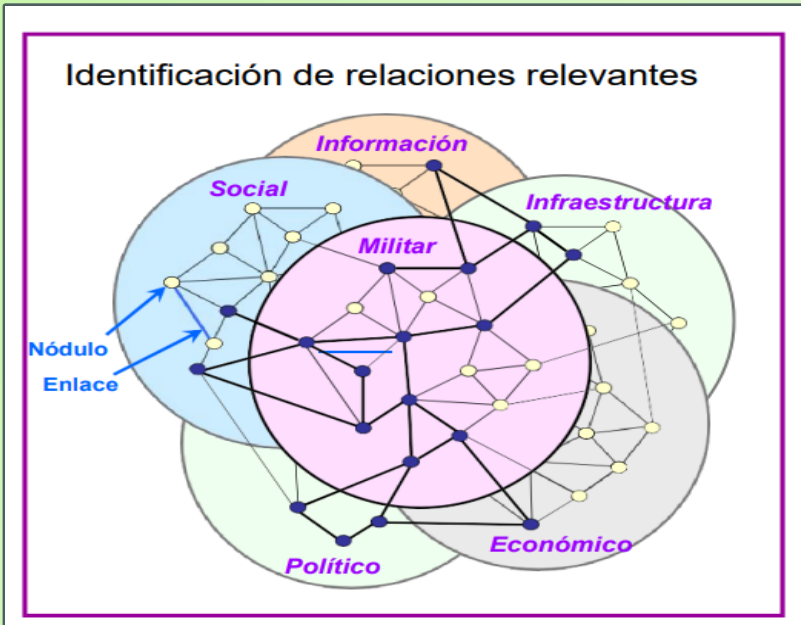 Identificación de relaciones relevantes
Información
Social
Infraestructura
Militar
Nódulo
Enlace
Económico
Político